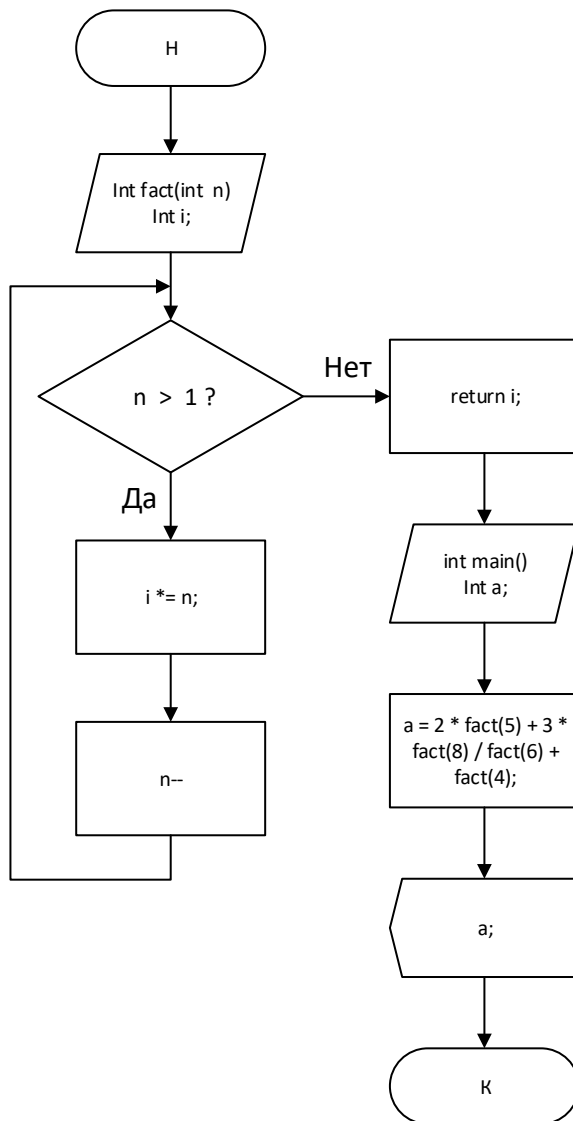 Н
Int fact(int n)
Int i;
n > 1 ?
Нет
return i;
Да
i *= n;
n--
int main()
Int a;
a = 2 * fact(5) + 3 *
fact(8) / fact(6) +
fact(4);
a;
К